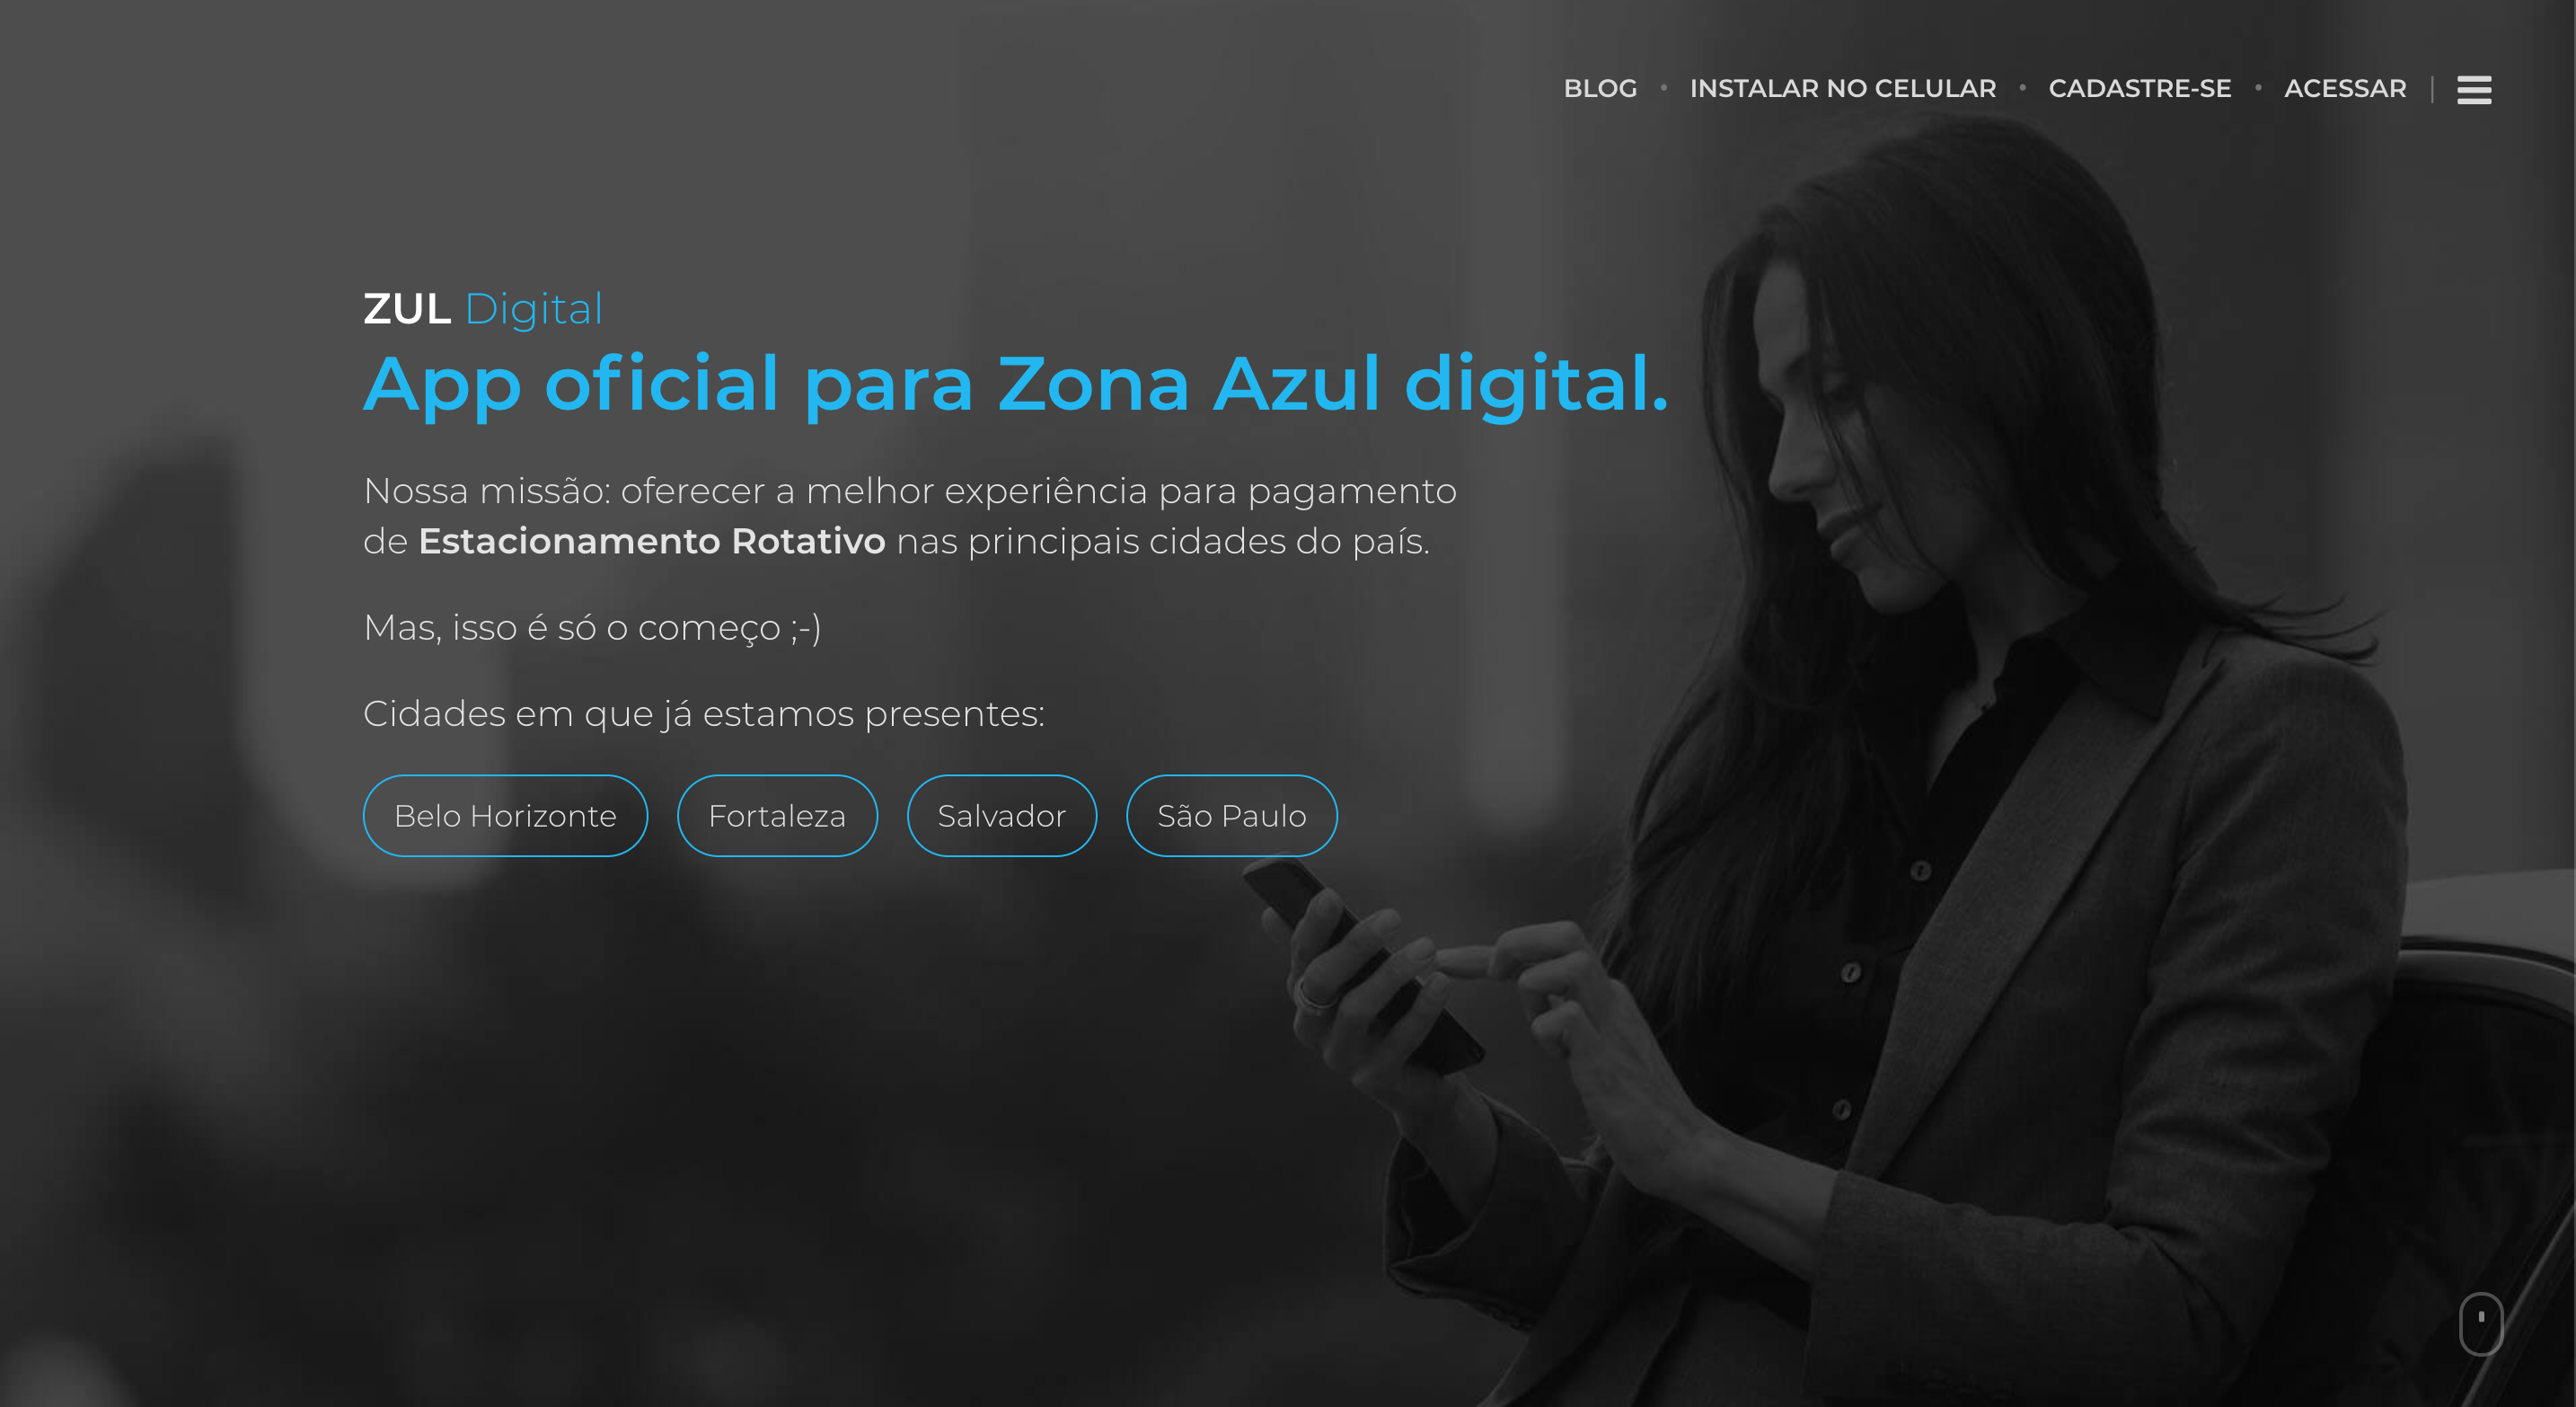 BLOG • INSTALAR NO CELULAR • CADASTRE-SE • ACESSAR |
ZUL Digital
App oficial para Zona Azul digital.
Nossa missão: oferecer a melhor experiência para pagamento
de Estacionamento Rotativo nas principais cidades do país.
Mas, isso é só o começo ;-)
Cidades em que já estamos presentes:
Belo Horizonte Fortaleza Salvador São Paulo